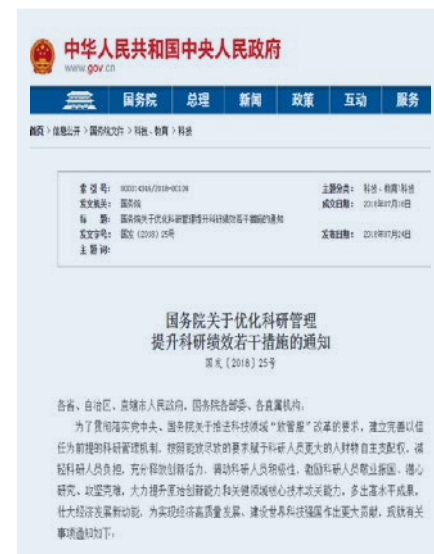 中华人民共和国中央人民政府
www.gov.cn
国务院 总理 新闻 政策 互动 服务
首页 > 信息公开 > 国务院文件 > 科技、教育 > 科技
索 引 号： 000014349/2018-00104 主题分类： 科技、教育\科技
发文机关： 国务院 成文日期： 2018年07月18日
标 题： 国务院关于优化科研管理提升科研绩效若干措施的通知
发文字号： 国发〔2018〕25号 发布日期： 2018年07月24日
主 题 词：
国务院关于优化科研管理
提升科研绩效若干措施的通知
国发〔2018〕25号
各省、自治区、直辖市人民政府，国务院各部委、各直属机构：
为了贯彻落实党中央、国务院关于推进科技领域“放管服”改革的要求，建立完善以信
任为前提的科研管理机制，按照能放尽放的要求赋予科研人员更大的人财物自主支配权，减
轻科研人员负担，充分释放创新活力，调动科研人员积极性，激励科研人员敬业报国、潜心
研究、攻坚克难，大力提升原始创新能力和关键领域核心技术攻关能力，多出高水平成果，
壮大经济发展新动能，为实现经济高质量发展、建设世界科技强国作出更大贡献，现就有关
事项通知如下：